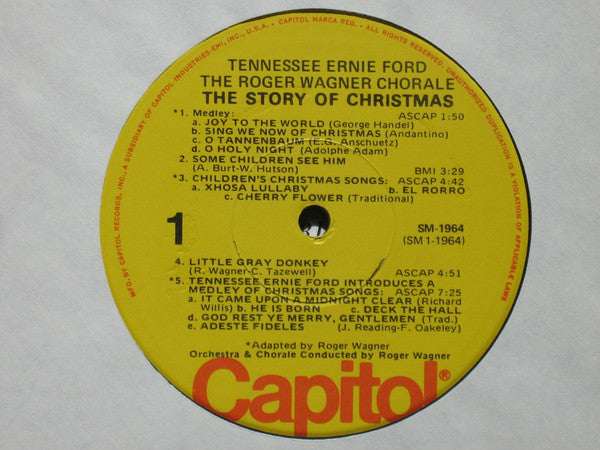 MFD. BY CAPITOL RECORDS, INC., A SUBSIDIARY OF CAPITOL INDUSTRIES-EMI, INC., U.S.A. • CAPITOL MARCA REG. • ALL RIGHTS RESERVED. UNAUTHORIZED DUPLICATION IS A VIOLATION OF APPLICABLE LAWS
TENNESSEE ERNIE FORD
THE ROGER WAGNER CHORALE
THE STORY OF CHRISTMAS
*1. Medley: ASCAP 1:50
a. JOY TO THE WORLD (George Handel)
b. SING WE NOW OF CHRISTMAS (Andantino)
c. O TANNENBAUM (E.G. Anschuetz)
d. O HOLY NIGHT (Adolphe Adam)
2. SOME CHILDREN SEE HIM
(A. Burt-W. Hutson) BMI 3:29
*3. CHILDREN'S CHRISTMAS SONGS: ASCAP 4:42
a. XHOSA LULLABY b. EL RORRO
c. CHERRY FLOWER (Traditional)
1
SM-1964
(SM 1-1964)
4. LITTLE GRAY DONKEY
(R. Wagner-C. Tazewell) ASCAP 4:51
*5. TENNESSEE ERNIE FORD INTRODUCES A
MEDLEY OF CHRISTMAS SONGS: ASCAP 7:25
a. IT CAME UPON A MIDNIGHT CLEAR (Richard
Willis) b. HE IS BORN c. DECK THE HALL
d. GOD REST YE MERRY, GENTLEMEN (Trad.)
e. ADESTE FIDELES (J. Reading-F. Oakeley)
*Adapted by Roger Wagner
Orchestra & Chorale Conducted by Roger Wagner
Capitol®